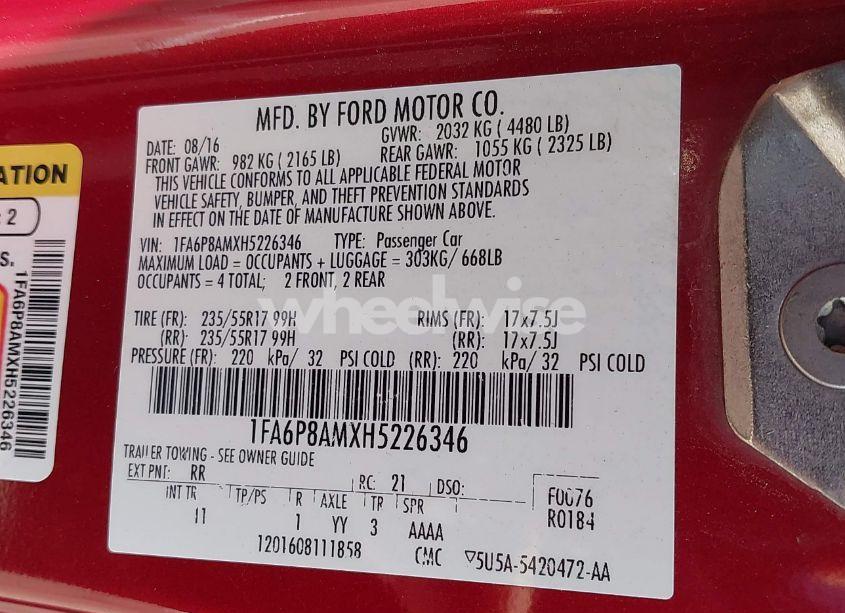 MFD. BY FORD MOTOR CO.
DATE: 08/16 GVWR: 2032 KG ( 4480 LB)
FRONT GAWR: 982 KG ( 2165 LB) REAR GAWR: 1055 KG ( 2325 LB)
THIS VEHICLE CONFORMS TO ALL APPLICABLE FEDERAL MOTOR
VEHICLE SAFETY, BUMPER, AND THEFT PREVENTION STANDARDS
IN EFFECT ON THE DATE OF MANUFACTURE SHOWN ABOVE.
VIN: 1FA6P8AMXH5226346 TYPE: Passenger Car
MAXIMUM LOAD = OCCUPANTS + LUGGAGE = 303KG/ 668LB
OCCUPANTS = 4 TOTAL; 2 FRONT, 2 REAR
wheelwise
TIRE (FR): 235/55R17 99H RIMS (FR): 17x7.5J
(RR): 235/55R17 99H (RR): 17x7.5J
PRESSURE (FR): 220 kPa/ 32 PSI COLD (RR): 220 kPa/ 32 PSI COLD
1FA6P8AMXH5226346
TRAILER TOWING - SEE OWNER GUIDE
EXT PNT: RR RC: 21 DSO:
INT TR TP/PS R AXLE TR SPR
11 1 YY 3 AAAA
F0076
R0184
1201608111858 CMC ▽5U5A-5420472-AA
ATION
: 2
S.
1FA6P8AMXH5226346